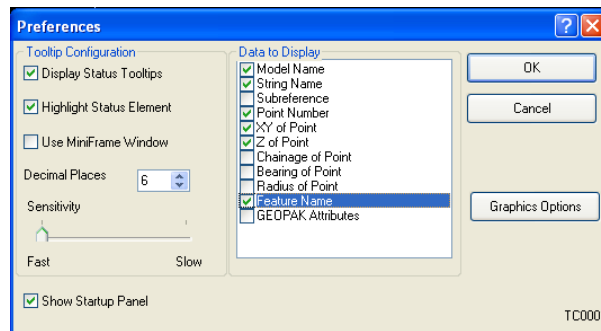 Preferences
Tooltip Configuration
Display Status Tooltips
Highlight Status Element
Use MiniFrame Window
Decimal Places 6
Sensitivity
Fast Slow
Show Startup Panel
Data to Display
Model Name
String Name
Subreference
Point Number
XY of Point
Z of Point
Chainage of Point
Bearing of Point
Radius of Point
Feature Name
GEOPAK Attributes
OK
Cancel
Graphics Options
TC000